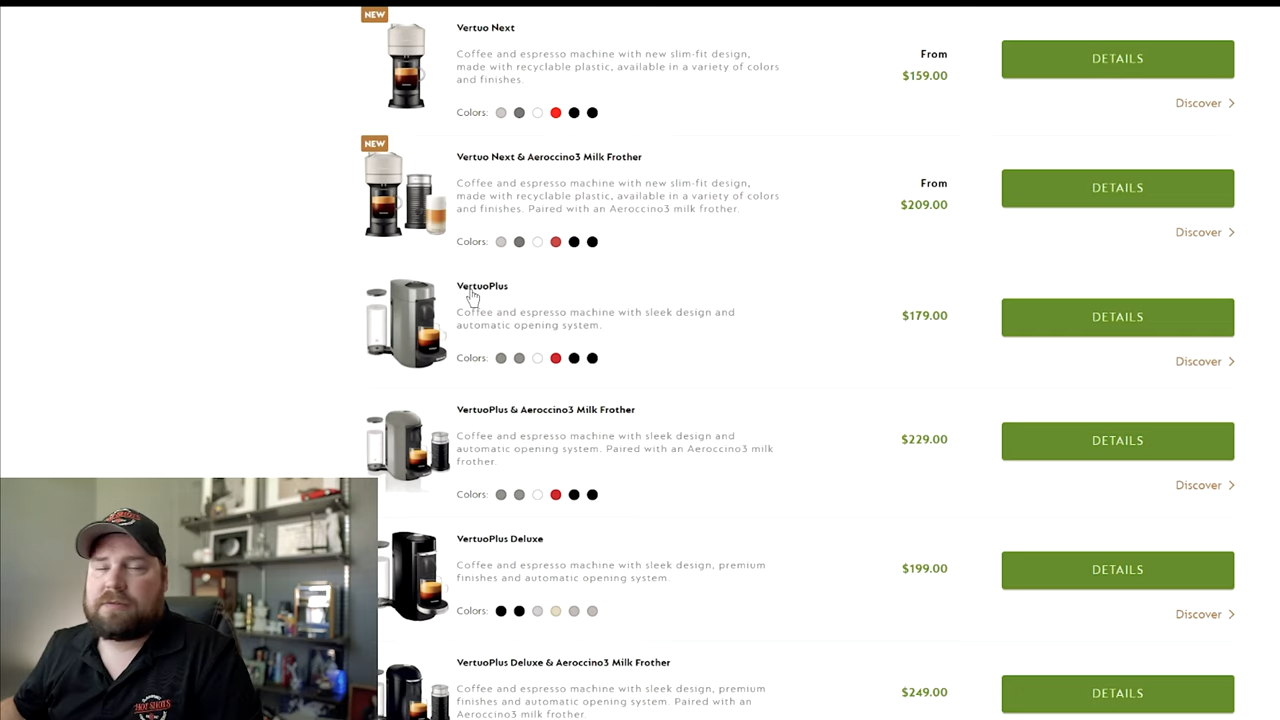 NEW
Vertuo Next
Coffee and espresso machine with new slim-fit design,
made with recyclable plastic, available in a variety of colors
and finishes.
Colors:
From
$159.00
DETAILS
Discover
NEW
Vertuo Next & Aeroccino3 Milk Frother
Coffee and espresso machine with new slim-fit design,
made with recyclable plastic, available in a variety of colors
and finishes. Paired with an Aeroccino3 milk frother.
Colors:
From
$209.00
DETAILS
Discover
VertuoPlus
Coffee and espresso machine with sleek design and
automatic opening system.
Colors:
$179.00
DETAILS
Discover
VertuoPlus & Aeroccino3 Milk Frother
Coffee and espresso machine with sleek design and
automatic opening system. Paired with an Aeroccino3 milk
frother.
Colors:
$229.00
DETAILS
Discover
VertuoPlus Deluxe
Coffee and espresso machine with sleek design, premium
finishes and automatic opening system.
Colors:
$199.00
DETAILS
Discover
VertuoPlus Deluxe & Aeroccino3 Milk Frother
Coffee and espresso machine with sleek design, premium
finishes and automatic opening system. Paired with an
Aeroccino3 milk frother.
$249.00
DETAILS
HOT SHOTS